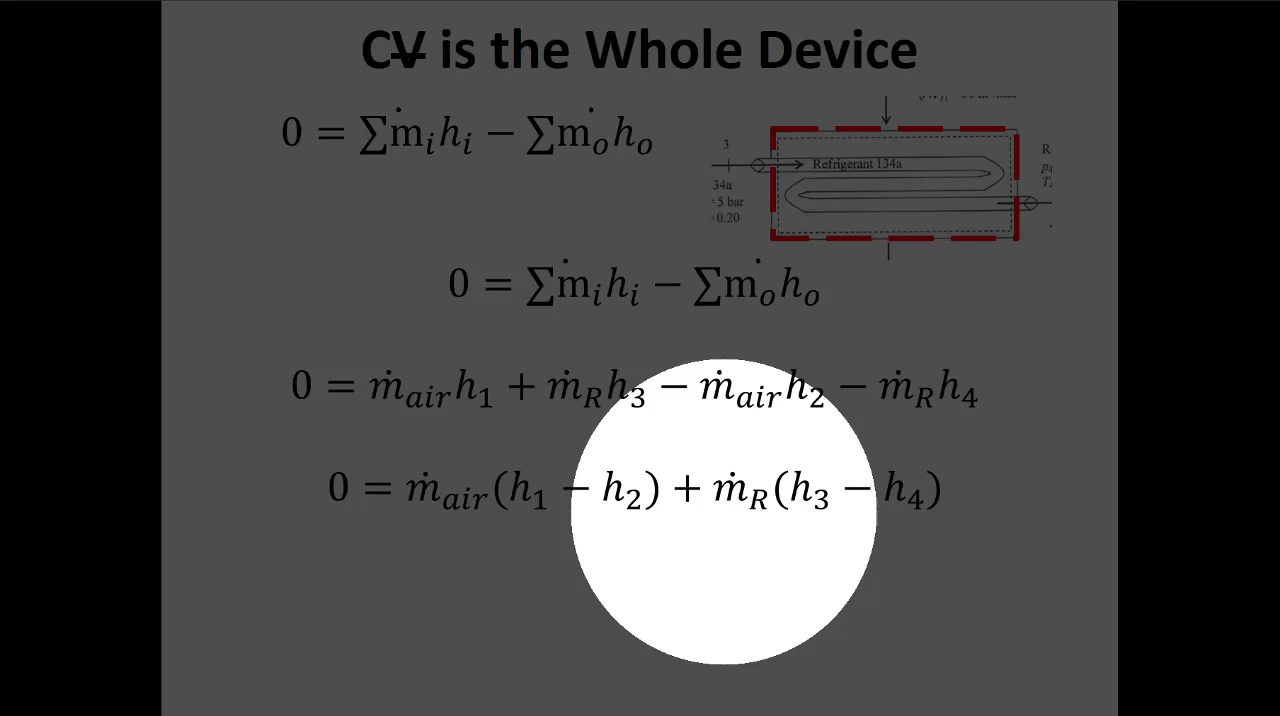 CV is the Whole Device
0 = ∑ṁᵢhᵢ − ∑ṁₒhₒ
3
Refrigerant 134a
34a
5 bar
0.20
0 = ∑ṁᵢhᵢ − ∑ṁₒhₒ
0 = ṁ_air h₁ + ṁ_R h₃ − ṁ_air h₂ − ṁ_R h₄
0 = ṁ_air(h₁ − h₂) + ṁ_R(h₃ − h₄)